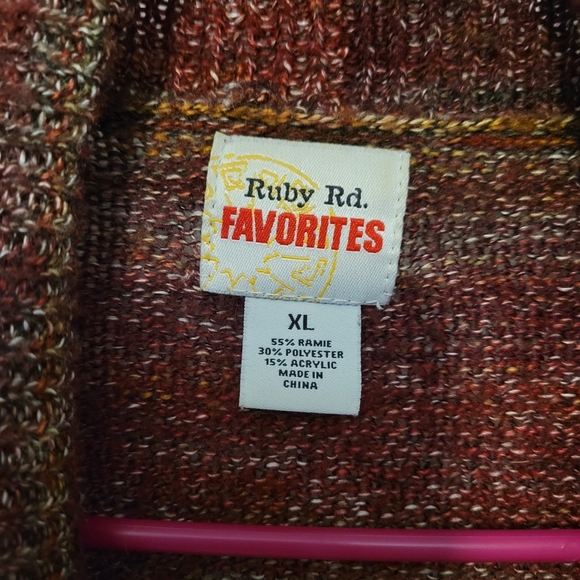 Ruby Rd.
FAVORITES
XL
55% RAMIE
30% POLYESTER
15% ACRYLIC
MADE IN
CHINA